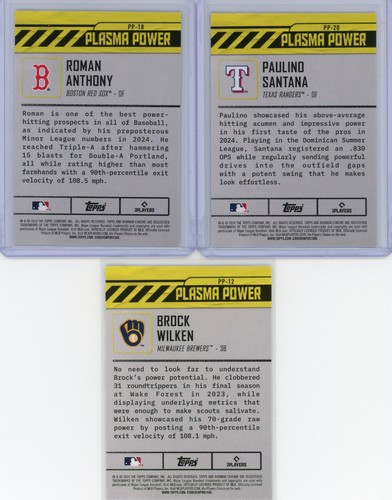 PP-18
PLASMA POWER
B
ROMAN
ANTHONY
BOSTON RED SOX™ - OF
Roman is one of the best power-
hitting prospects in all of Baseball,
as indicated by his preposterous
Minor League numbers in 2024. He
reached Triple-A after hammering
15 blasts for Double-A Portland,
all while rating higher than most
farmhands with a 90th-percentile exit
velocity of 108.5 mph.
Topps
PLAYERS
PP-20
PLASMA POWER
T
PAULINO
SANTANA
TEXAS RANGERS™ - OF
Paulino showcased his above-average
hitting acumen and impressive power
in his first taste of the pros in
2024. Playing in the Dominican Summer
League, Santana registered an .830
OPS while regularly sending powerful
drives into the outfield gaps
with a potent swing that he makes
look effortless.
Topps
PLAYERS
PP-12
PLASMA POWER
BROCK
WILKEN
MILWAUKEE BREWERS™ - 3B
No need to look far to understand
Brock's power potential. He clobbered
31 roundtrippers in his final season
at Wake Forest in 2023, while
displaying underlying metrics that
were enough to make scouts salivate.
Wilken showcased his 70-grade raw
power by posting a 90th-percentile
exit velocity of 108.1 mph.
Topps
PLAYERS